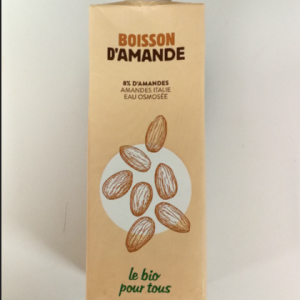 BOISSON
D'AMANDE
8% D'AMANDES
AMANDES ITALIE
EAU OSMOSÉE
le bio
pour tous